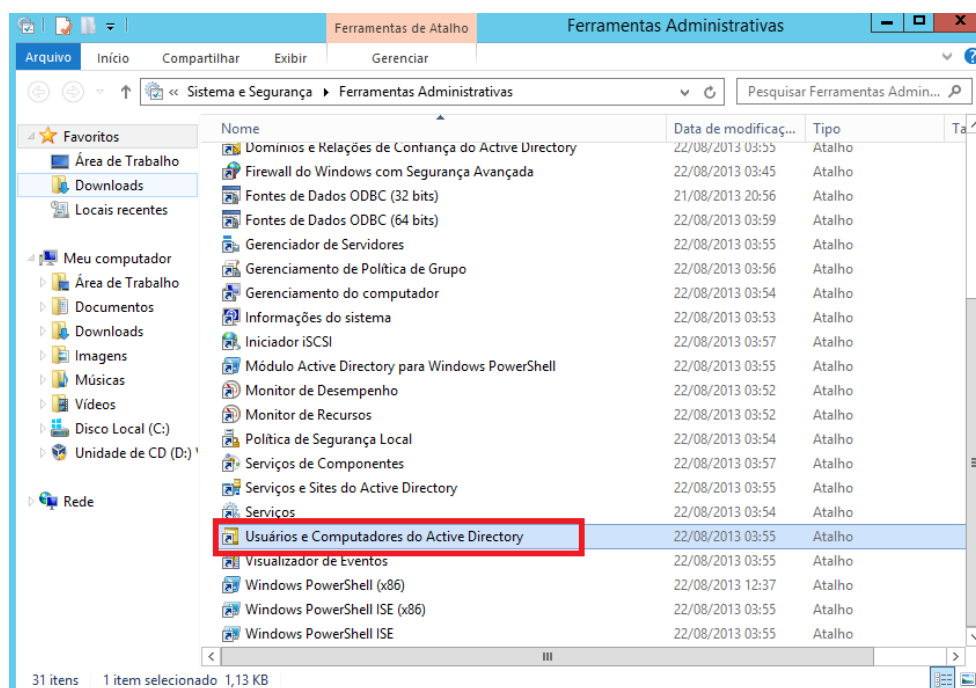 Ferramentas de Atalho
Ferramentas Administrativas
Arquivo Início Compartilhar Exibir Gerenciar
« Sistema e Segurança Ferramentas Administrativas
Pesquisar Ferramentas Admin...
Favoritos
Área de Trabalho
Downloads
Locais recentes
Meu computador
Área de Trabalho
Documentos
Downloads
Imagens
Músicas
Vídeos
Disco Local (C:)
Unidade de CD (D:)
Rede
Nome Data de modificaç... Tipo Ta
Domínios e Relações de Confiança do Active Directory 22/08/2013 03:55 Atalho
Firewall do Windows com Segurança Avançada 22/08/2013 03:45 Atalho
Fontes de Dados ODBC (32 bits) 21/08/2013 20:56 Atalho
Fontes de Dados ODBC (64 bits) 22/08/2013 03:59 Atalho
Gerenciador de Servidores 22/08/2013 03:55 Atalho
Gerenciamento de Política de Grupo 22/08/2013 03:56 Atalho
Gerenciamento do computador 22/08/2013 03:54 Atalho
Informações do sistema 22/08/2013 03:53 Atalho
Iniciador iSCSI 22/08/2013 03:57 Atalho
Módulo Active Directory para Windows PowerShell 22/08/2013 03:55 Atalho
Monitor de Desempenho 22/08/2013 03:52 Atalho
Monitor de Recursos 22/08/2013 03:52 Atalho
Política de Segurança Local 22/08/2013 03:54 Atalho
Serviços de Componentes 22/08/2013 03:57 Atalho
Serviços e Sites do Active Directory 22/08/2013 03:55 Atalho
Serviços 22/08/2013 03:54 Atalho
Usuários e Computadores do Active Directory 22/08/2013 03:55 Atalho
Visualizador de Eventos 22/08/2013 03:55 Atalho
Windows PowerShell (x86) 22/08/2013 12:37 Atalho
Windows PowerShell ISE (x86) 22/08/2013 03:55 Atalho
Windows PowerShell ISE 22/08/2013 03:55 Atalho
31 itens 1 item selecionado 1,13 KB